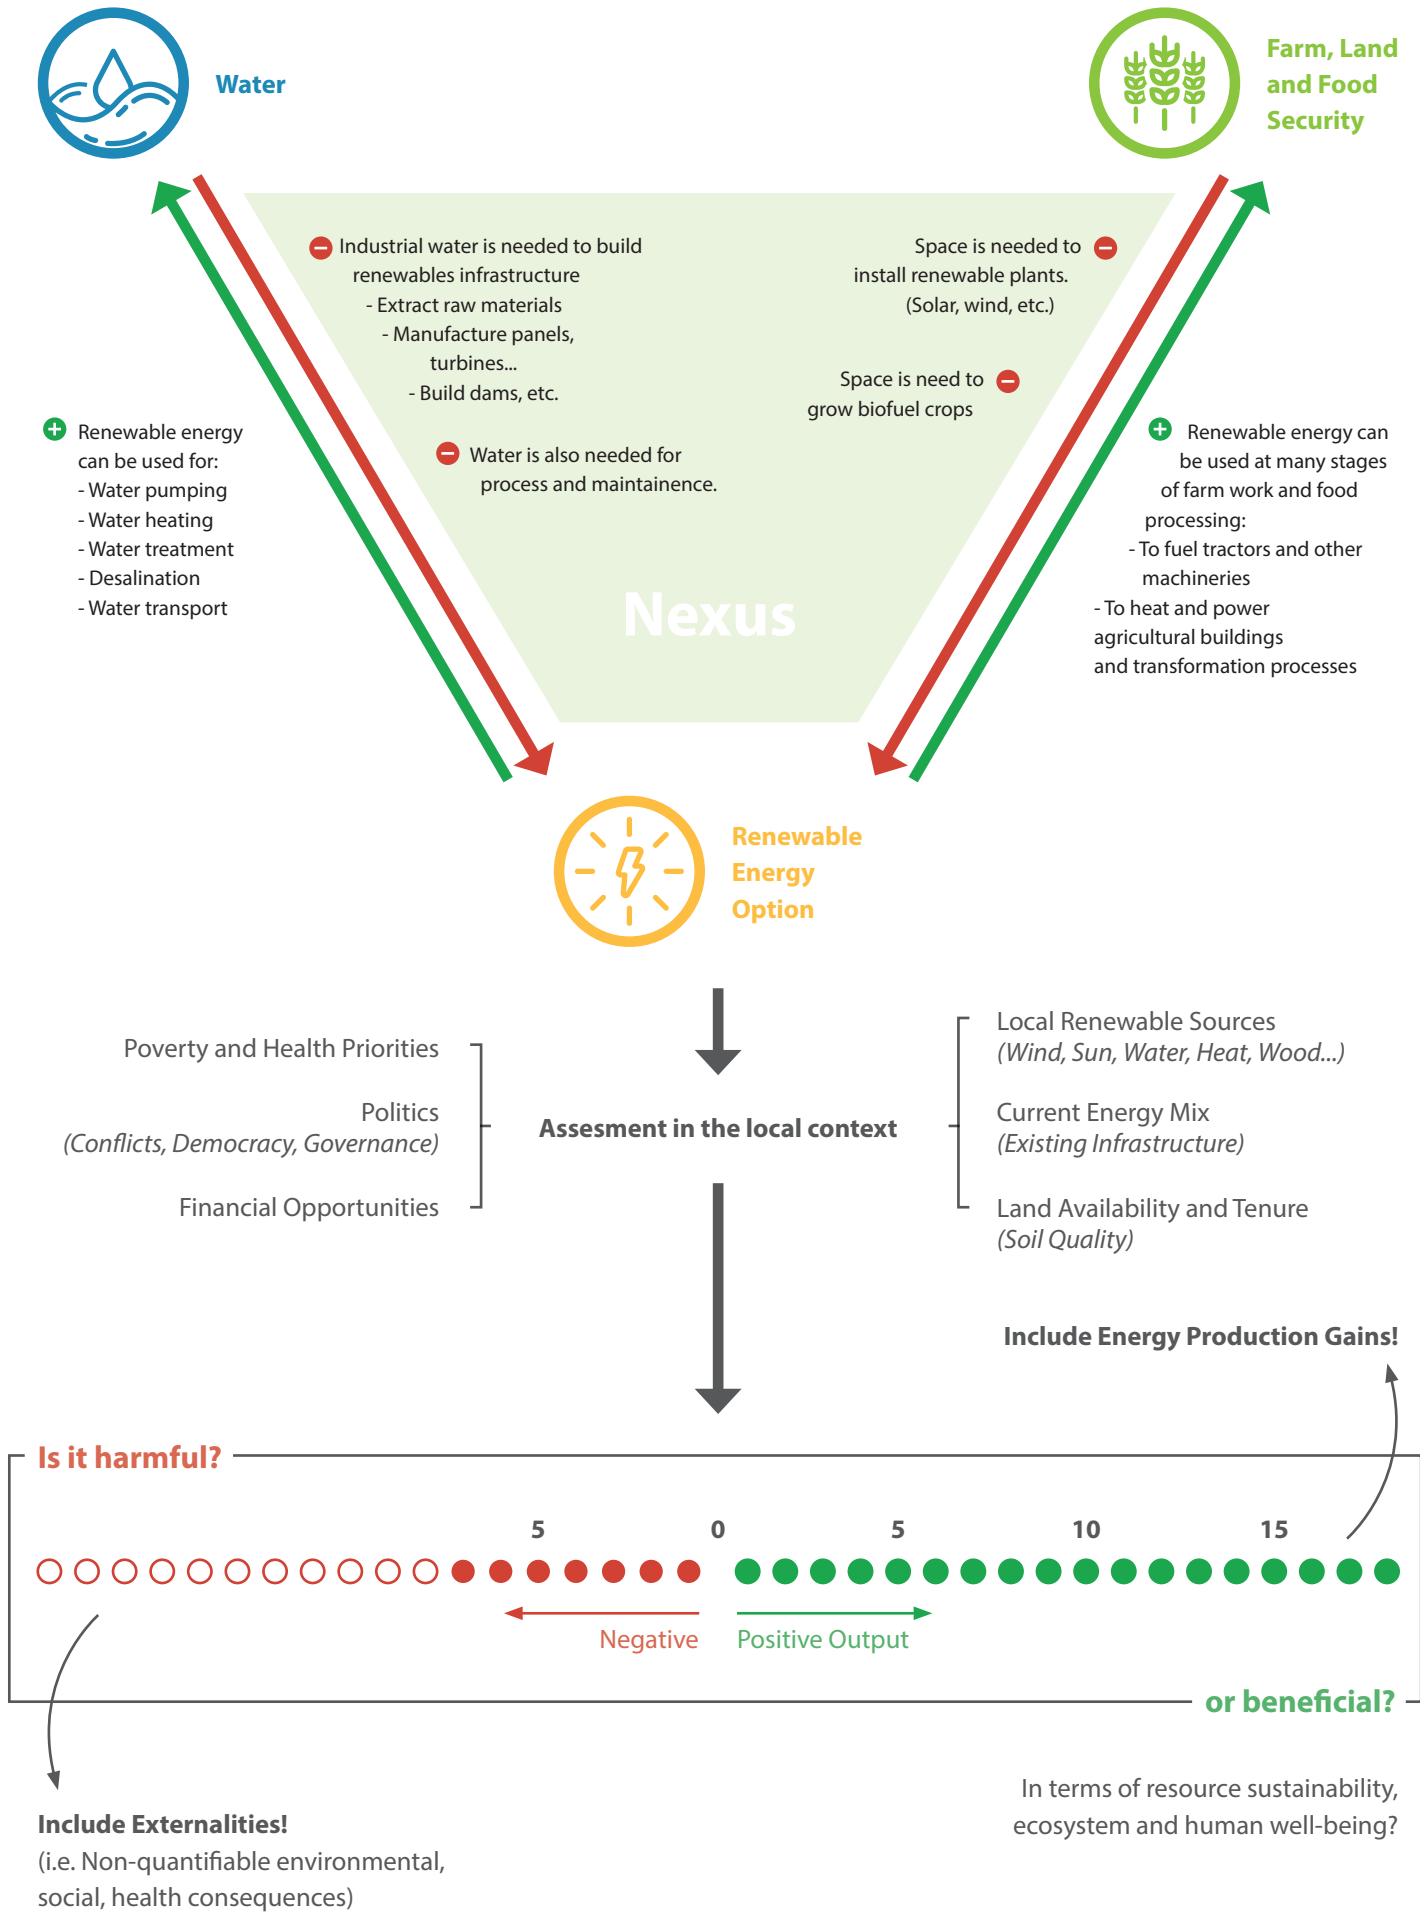 Water
Farm, Land
and Food
Security
Industrial water is needed to build
renewables infrastructure
- Extract raw materials
- Manufacture panels,
turbines...
- Build dams, etc.
Water is also needed for
process and maintainence.
Space is needed to
install renewable plants.
(Solar, wind, etc.)
Space is need to
grow biofuel crops
Renewable energy
can be used for:
- Water pumping
- Water heating
- Water treatment
- Desalination
- Water transport
Renewable energy can
be used at many stages
of farm work and food
processing:
- To fuel tractors and other
machineries
- To heat and power
agricultural buildings
and transformation processes
Nexus
Renewable
Energy
Option
Poverty and Health Priorities
Politics
(Conflicts, Democracy, Governance)
Financial Opportunities
Assesment in the local context
Local Renewable Sources
(Wind, Sun, Water, Heat, Wood...)
Current Energy Mix
(Existing Infrastructure)
Land Availability and Tenure
(Soil Quality)
Include Energy Production Gains!
Is it harmful?
5 0 5 10 15
Negative Positive Output
or beneficial?
In terms of resource sustainability,
ecosystem and human well-being?
Include Externalities!
(i.e. Non-quantifiable environmental,
social, health consequences)